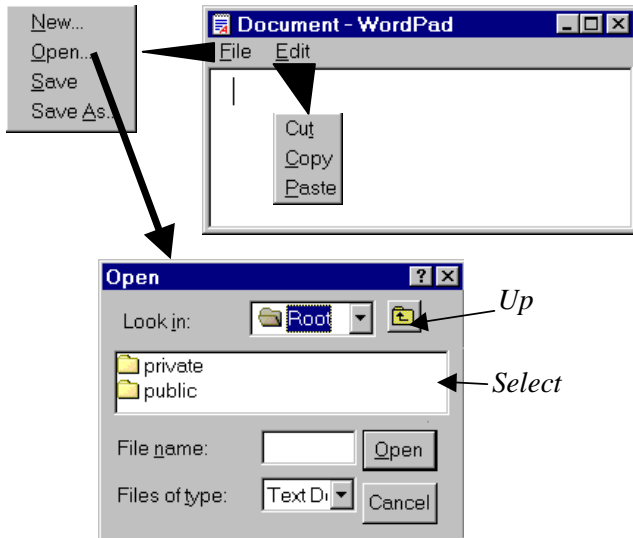 New...
Open...
Save
Save As...
Document - WordPad
File Edit
Cut
Copy
Paste
Open
Look in: Root
Up
private
public
Select
File name: Open
Files of type: Text D Cancel